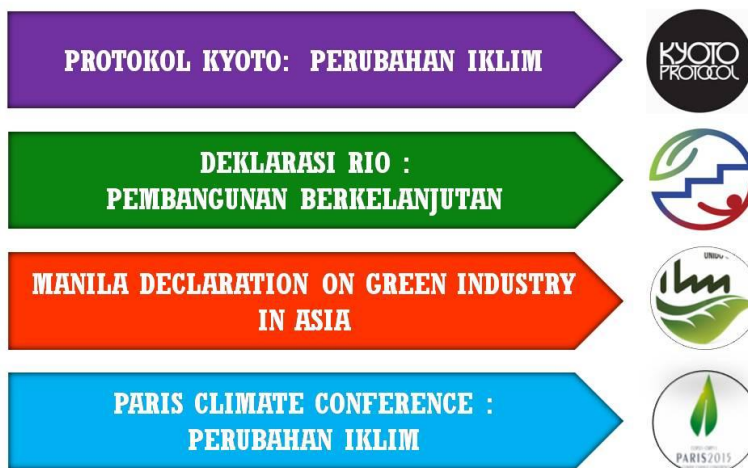 PROTOKOL KYOTO: PERUBAHAN IKLIM
KYOTO
PROTOCOL
DEKLARASI RIO :
PEMBANGUNAN BERKELANJUTAN
MANILA DECLARATION ON GREEN INDUSTRY
IN ASIA
UNIDO
PARIS CLIMATE CONFERENCE :
PERUBAHAN IKLIM
PARIS2015